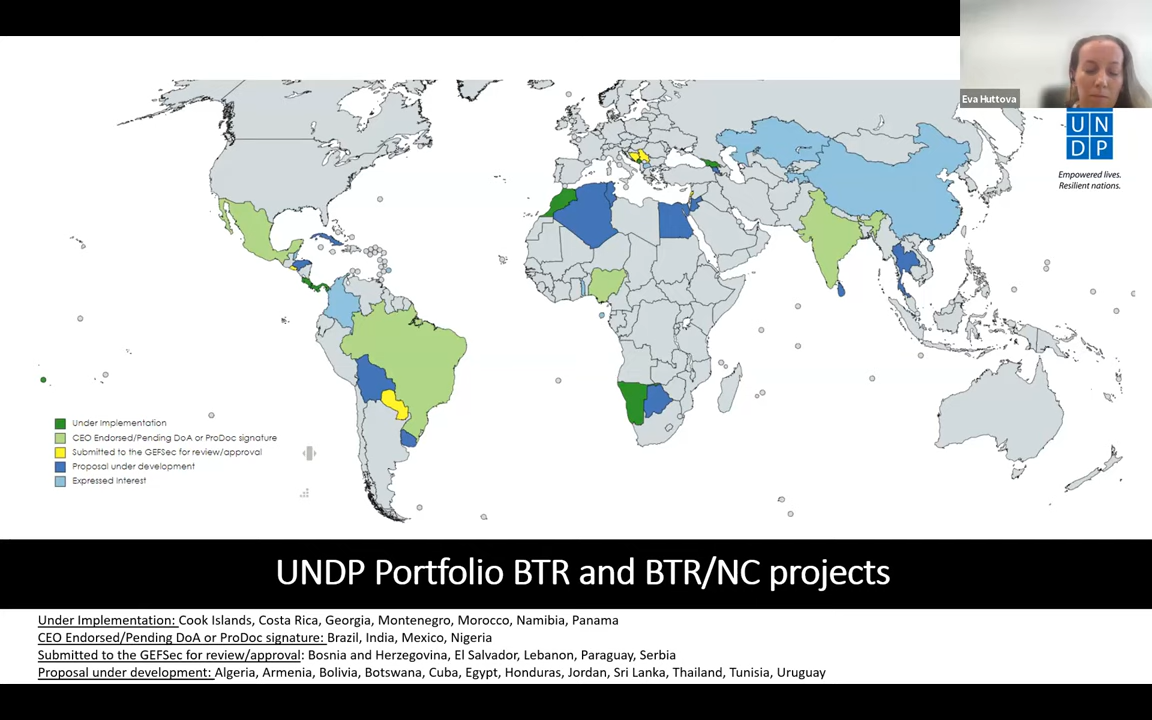 Eva Huttova
U N
D P
Empowered lives.
Resilient nations.
Under Implementation
CEO Endorsed/Pending DoA or ProDoc signature
Submitted to the GEFSec for review/approval
Proposal under development
Expressed Interest
UNDP Portfolio BTR and BTR/NC projects
Under Implementation: Cook Islands, Costa Rica, Georgia, Montenegro, Morocco, Namibia, Panama
CEO Endorsed/Pending DoA or ProDoc signature: Brazil, India, Mexico, Nigeria
Submitted to the GEFSec for review/approval: Bosnia and Herzegovina, El Salvador, Lebanon, Paraguay, Serbia
Proposal under development: Algeria, Armenia, Bolivia, Botswana, Cuba, Egypt, Honduras, Jordan, Sri Lanka, Thailand, Tunisia, Uruguay